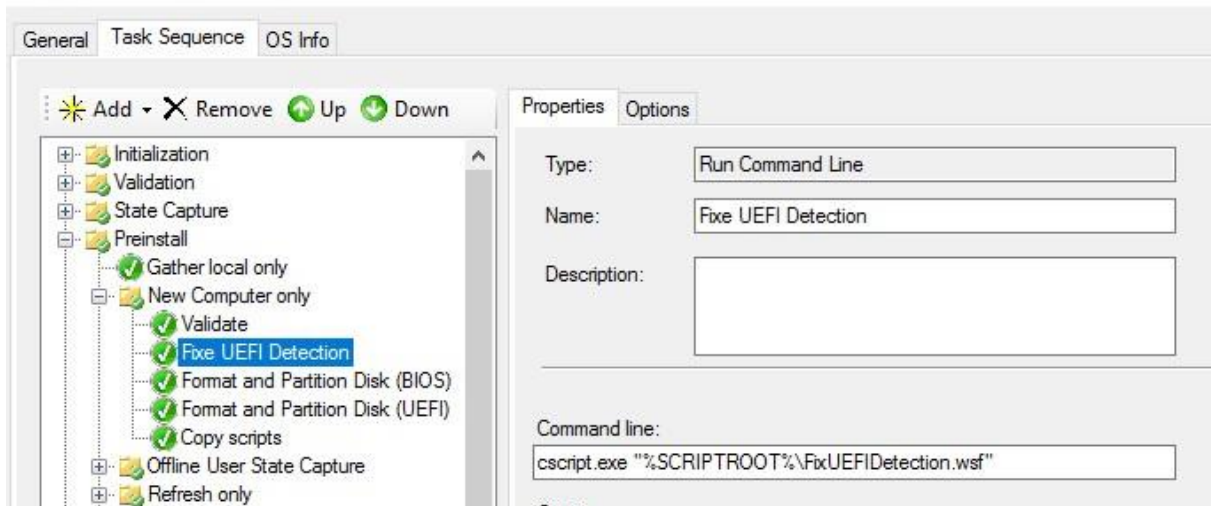 General Task Sequence OS Info
Add Remove Up Down
Initialization
Validation
State Capture
Preinstall
Gather local only
New Computer only
Validate
Fixe UEFI Detection
Format and Partition Disk (BIOS)
Format and Partition Disk (UEFI)
Copy scripts
Offline User State Capture
Refresh only
Properties Options
Type: Run Command Line
Name: Fixe UEFI Detection
Description:
Command line:
cscript.exe "%SCRIPTROOT%\FixUEFIDetection.wsf"